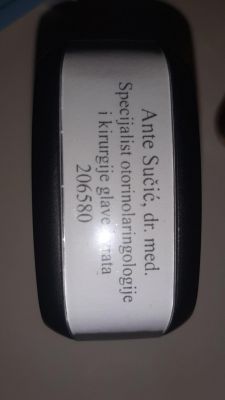 Ante Sučić, dr. med.
Specijalist otorinolaringologije
i kirurgije glave vrata
206580